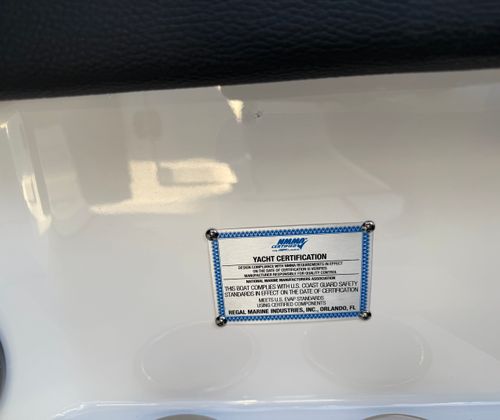 NMMA
CERTIFIED
YACHT CERTIFICATION
DESIGN COMPLIANCE WITH NMMA REQUIREMENTS IN EFFECT
ON THE DATE OF CERTIFICATION IS VERIFIED.
MANUFACTURER RESPONSIBLE FOR QUALITY CONTROL.
NATIONAL MARINE MANUFACTURERS ASSOCIATION
THIS BOAT COMPLIES WITH U.S. COAST GUARD SAFETY
STANDARDS IN EFFECT ON THE DATE OF CERTIFICATION
MEETS U.S. EVAP STANDARDS
USING CERTIFIED COMPONENTS
REGAL MARINE INDUSTRIES, INC., ORLANDO, FL